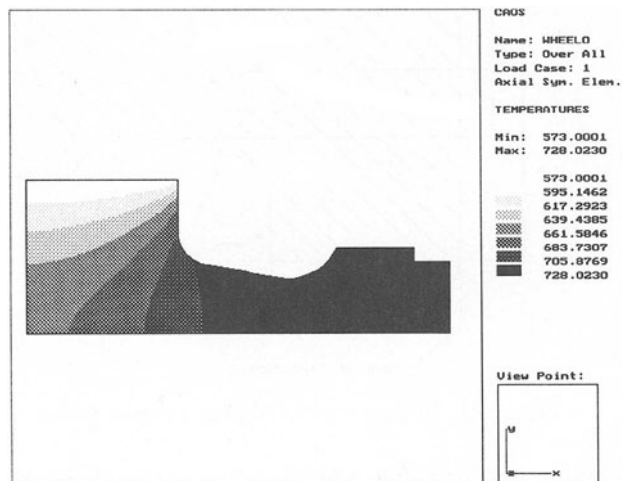 CAOS
Name: WHEELO
Type: Over All
Load Case: 1
Axial Sym. Elem.
TEMPERATURES
Min: 573.0001
Max: 728.0230
573.0001
595.1462
617.2923
639.4385
661.5846
683.7307
705.8769
728.0230
View Point:
y
x